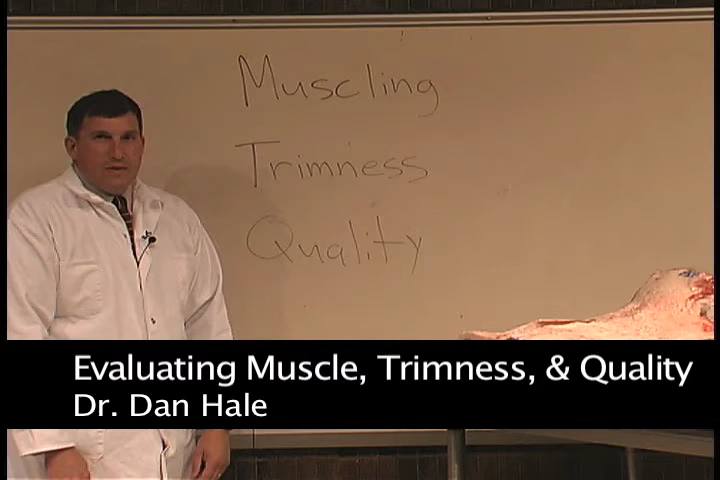 Muscling
Trimness
Quality
Evaluating Muscle, Trimness, & Quality
Dr. Dan Hale